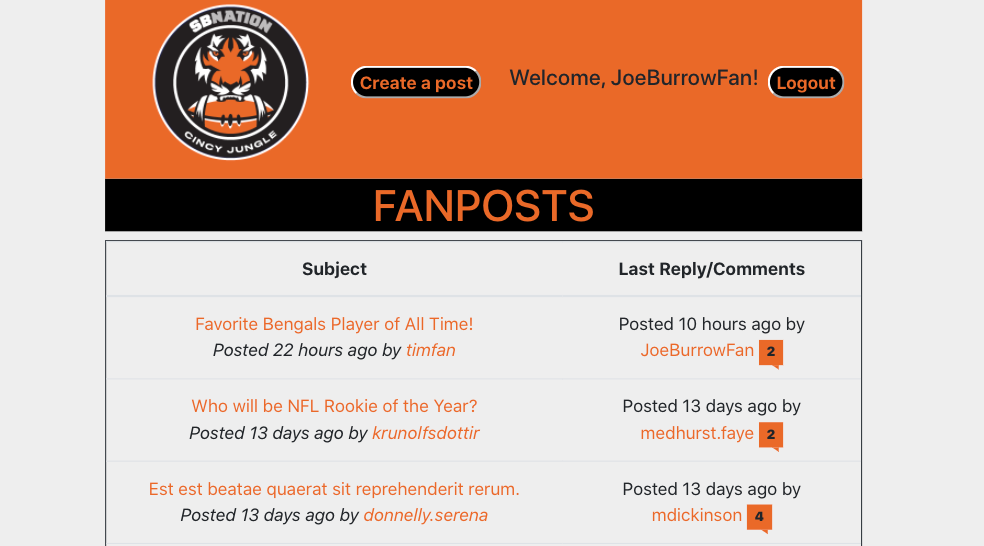 SBNATION
CINCY JUNGLE
Create a post
Welcome, JoeBurrowFan!
Logout
FANPOSTS
Subject
Last Reply/Comments
Favorite Bengals Player of All Time!
Posted 22 hours ago by timfan
Posted 10 hours ago by
JoeBurrowFan 2
Who will be NFL Rookie of the Year?
Posted 13 days ago by krunolfsdottir
Posted 13 days ago by
medhurst.faye 2
Est est beatae quaerat sit reprehenderit rerum.
Posted 13 days ago by donnelly.serena
Posted 13 days ago by
mdickinson 4